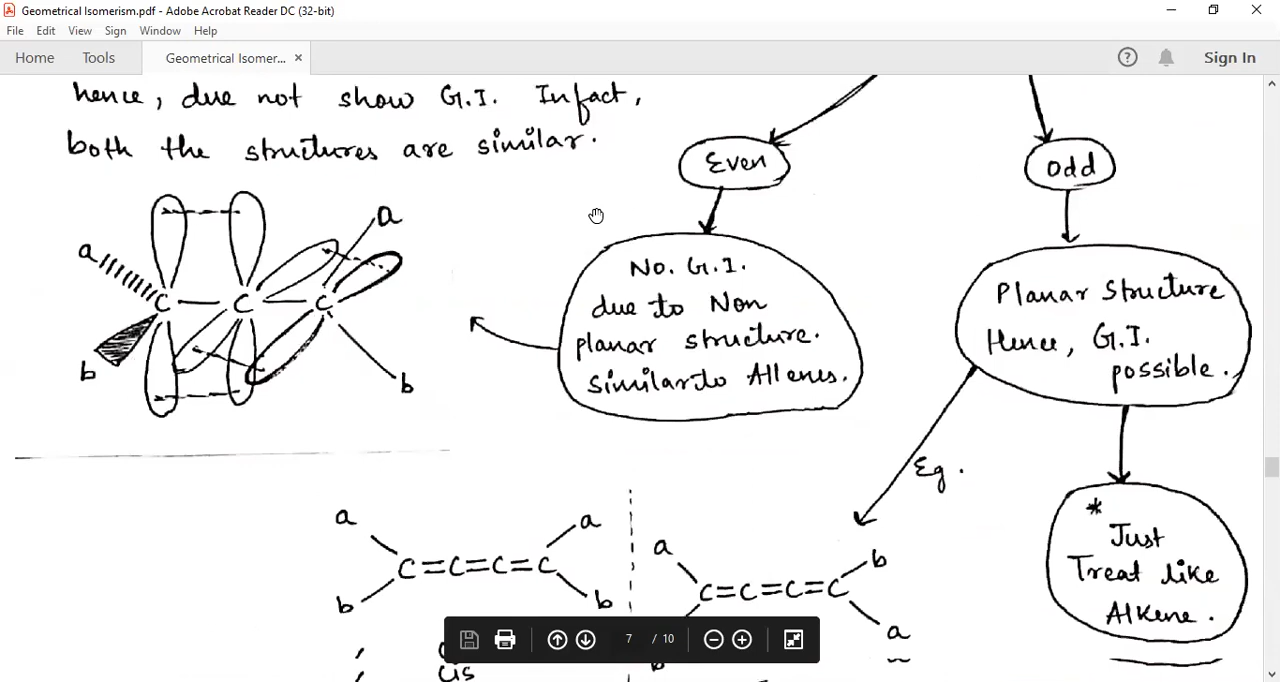 Geometrical Isomerism.pdf - Adobe Acrobat Reader DC (32-bit)
File Edit View Sign Window Help
Home Tools Geometrical Isomer... × Sign In
hence, due not show G.I. Infact,
both the structures are similar.
Even
odd
No. G.I.
due to Non
planar structure.
similar to Allenes.
Planar structure
Hence, G.I.
possible.
a
a
b
C
C
C
b
Eg.
*
Just
Treat like
Alkene.
a
a
C=C=C=C
b
b
a
b
C=C=C=C
a
b
cis
7 / 10